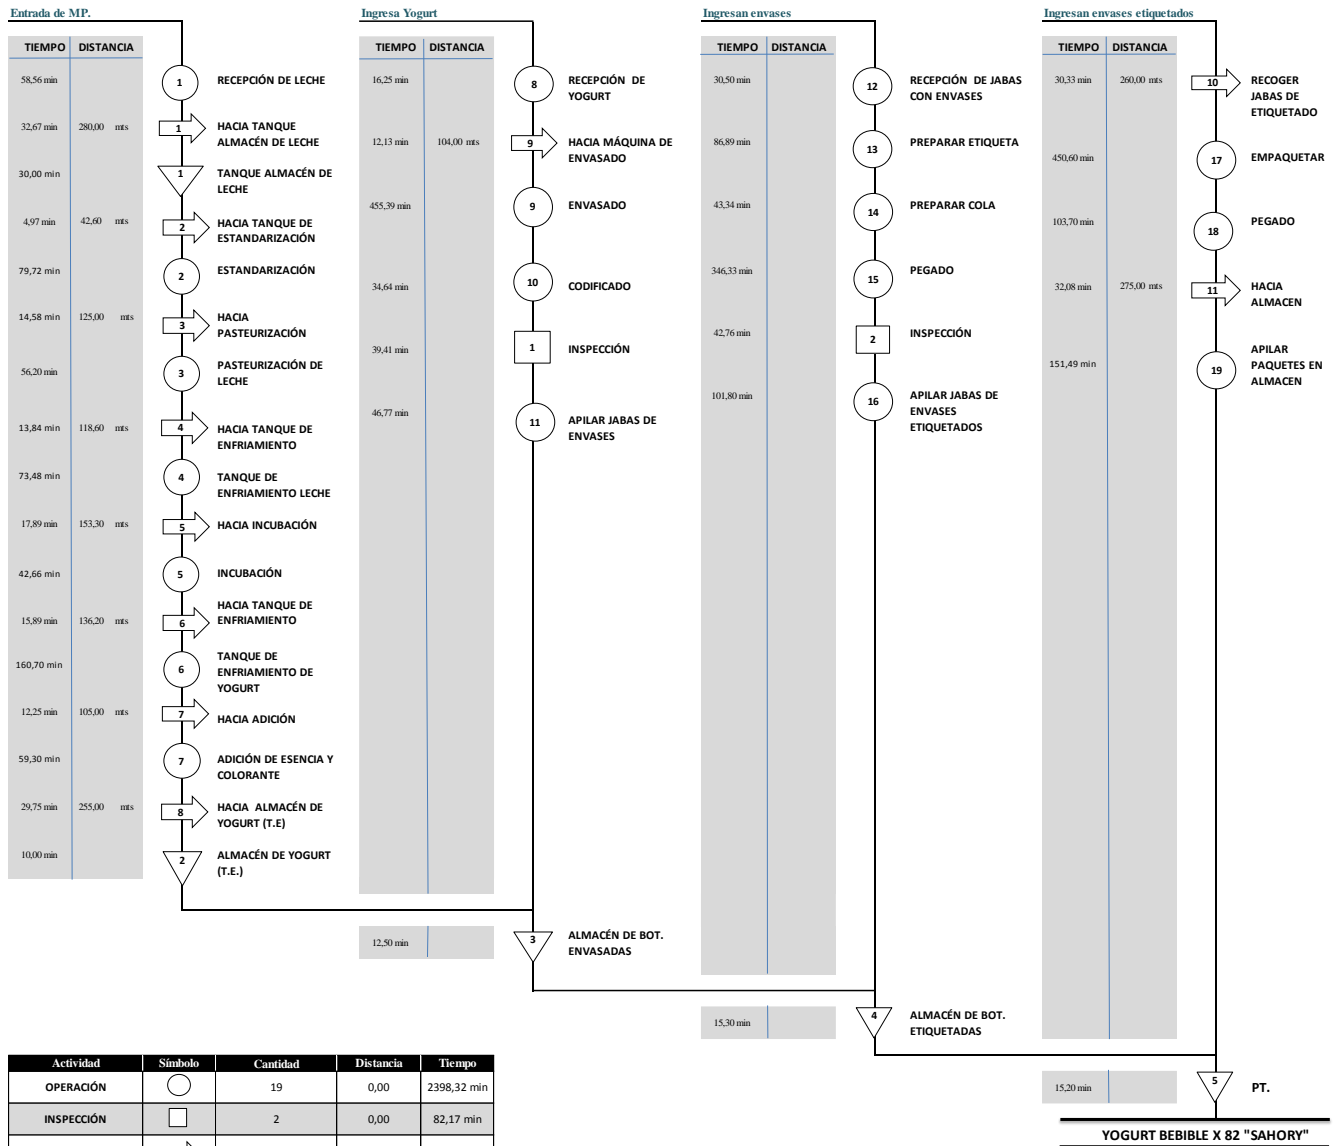 Entrada de MP.
TIEMPO DISTANCIA
58,56 min 1 RECEPCIÓN DE LECHE
32,67 min 280,00 mts 1 HACIA TANQUE
ALMACÉN DE LECHE
30,00 min 1 TANQUE ALMACÉN DE
LECHE
4,97 min 42,60 mts 2 HACIA TANQUE DE
ESTANDARIZACIÓN
79,72 min 2 ESTANDARIZACIÓN
14,58 min 125,00 mts 3 HACIA
PASTEURIZACIÓN
56,20 min 3 PASTEURIZACIÓN DE
LECHE
13,84 min 118,60 mts 4 HACIA TANQUE DE
ENFRIAMIENTO
73,48 min 4 TANQUE DE
ENFRIAMIENTO LECHE
17,89 min 153,30 mts 5 HACIA INCUBACIÓN
42,66 min 5 INCUBACIÓN
15,89 min 136,20 mts 6 HACIA TANQUE DE
ENFRIAMIENTO
160,70 min 6 TANQUE DE
ENFRIAMIENTO DE
YOGURT
12,25 min 105,00 mts 7 HACIA ADICIÓN
59,30 min 7 ADICIÓN DE ESENCIA Y
COLORANTE
29,75 min 255,00 mts 8 HACIA ALMACÉN DE
YOGURT (T.E)
10,00 min 2 ALMACÉN DE YOGURT
(T.E.)
Ingresa Yogurt
TIEMPO DISTANCIA
16,25 min 8 RECEPCIÓN DE
YOGURT
12,13 min 104,00 mts 9 HACIA MÁQUINA DE
ENVASADO
455,39 min 9 ENVASADO
34,64 min 10 CODIFICADO
39,41 min 1 INSPECCIÓN
46,77 min 11 APILAR JABAS DE
ENVASES
12,50 min 3 ALMACÉN DE BOT.
ENVASADAS
Ingresan envases
TIEMPO DISTANCIA
30,50 min 12 RECEPCIÓN DE JABAS
CON ENVASES
86,89 min 13 PREPARAR ETIQUETA
43,34 min 14 PREPARAR COLA
346,33 min 15 PEGADO
42,76 min 2 INSPECCIÓN
101,80 min 16 APILAR JABAS DE
ENVASES
ETIQUETADOS
15,30 min 4 ALMACÉN DE BOT.
ETIQUETADAS
Ingresan envases etiquetados
TIEMPO DISTANCIA
30,33 min 260,00 mts 10 RECOGER
JABAS DE
ETIQUETADO
450,60 min 17 EMPAQUETAR
103,70 min 18 PEGADO
32,08 min 275,00 mts 11 HACIA
ALMACEN
151,49 min 19 APILAR
PAQUETES EN
ALMACEN
15,20 min 5 PT.
YOGURT BEBIBLE X 82 "SAHORY"
Actividad Símbolo Cantidad Distancia Tiempo
OPERACIÓN 19 0,00 2398,32 min
INSPECCIÓN 2 0,00 82,17 min